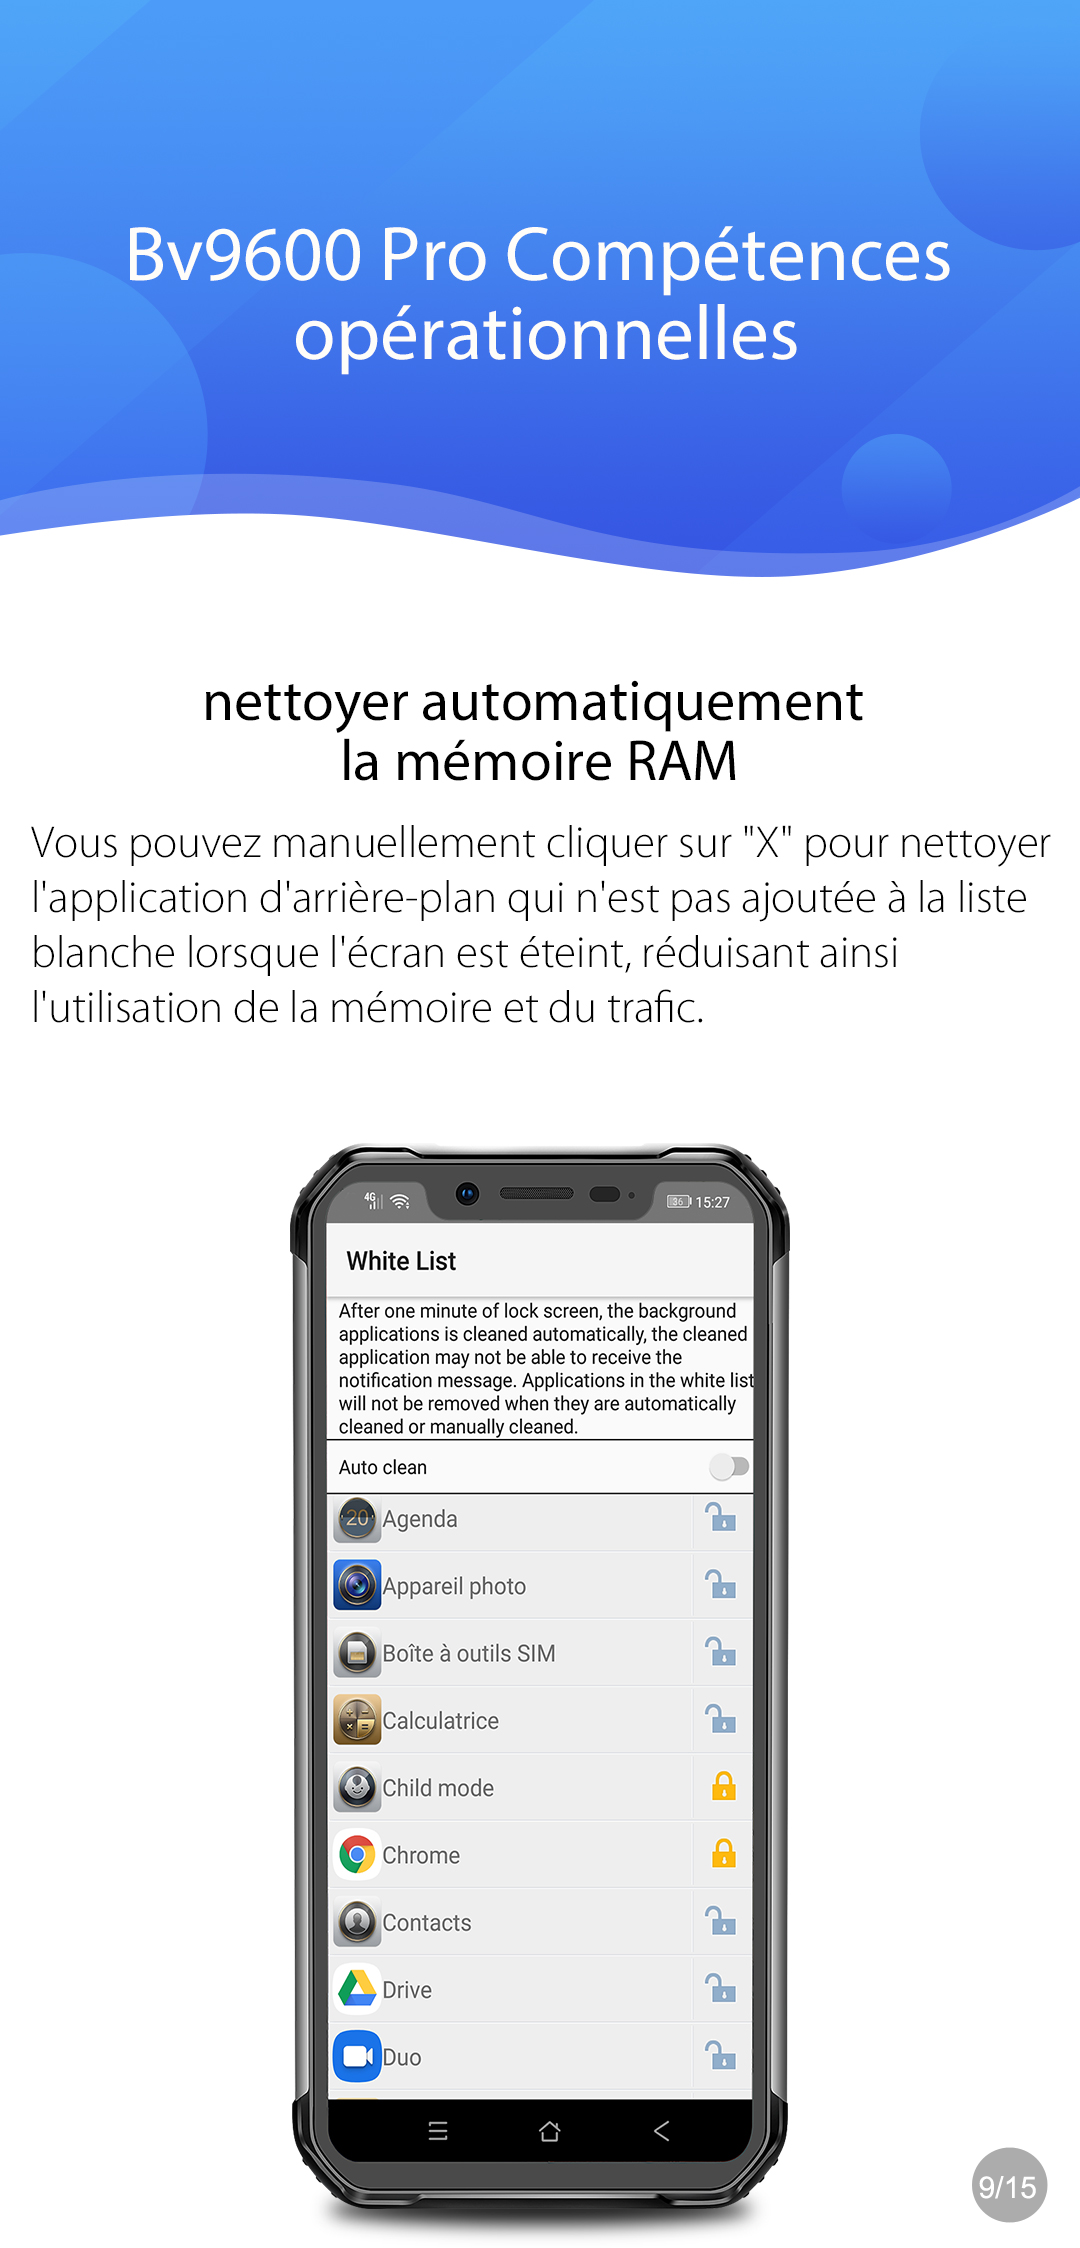 Bv9600 Pro Compétences
opérationnelles
nettoyer automatiquement
la mémoire RAM
Vous pouvez manuellement cliquer sur "X" pour nettoyer
l'application d'arrière-plan qui n'est pas ajoutée à la liste
blanche lorsque l'écran est éteint, réduisant ainsi
l'utilisation de la mémoire et du trafic.
4G 36 15:27
White List
After one minute of lock screen, the background
applications is cleaned automatically, the cleaned
application may not be able to receive the
notification message. Applications in the white list
will not be removed when they are automatically
cleaned or manually cleaned.
Auto clean
20 Agenda
Appareil photo
Boîte à outils SIM
Calculatrice
Child mode
Chrome
Contacts
Drive
Duo
9/15